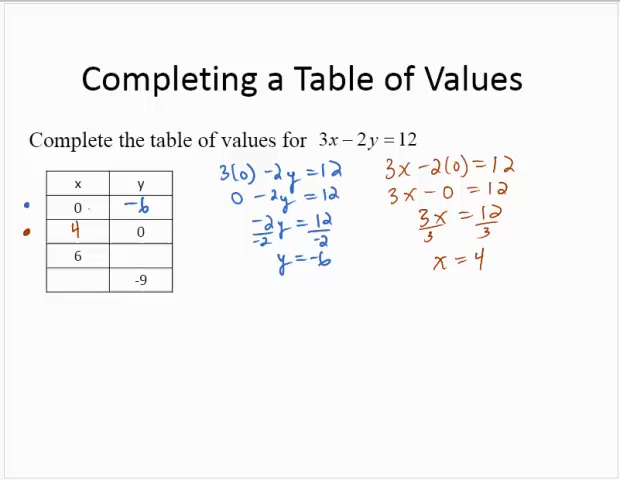 Completing a Table of Values
Complete the table of values for 3x − 2y = 12
x y
0 -6
4 0
6
-9
3(0) -2y = 12
0 - 2y = 12
-2y/-2 = 12/-2
y = -6
3x - 2(0) = 12
3x - 0 = 12
3x/3 = 12/3
x = 4